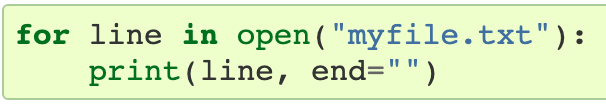 for line in open("myfile.txt"):
    print(line, end="")